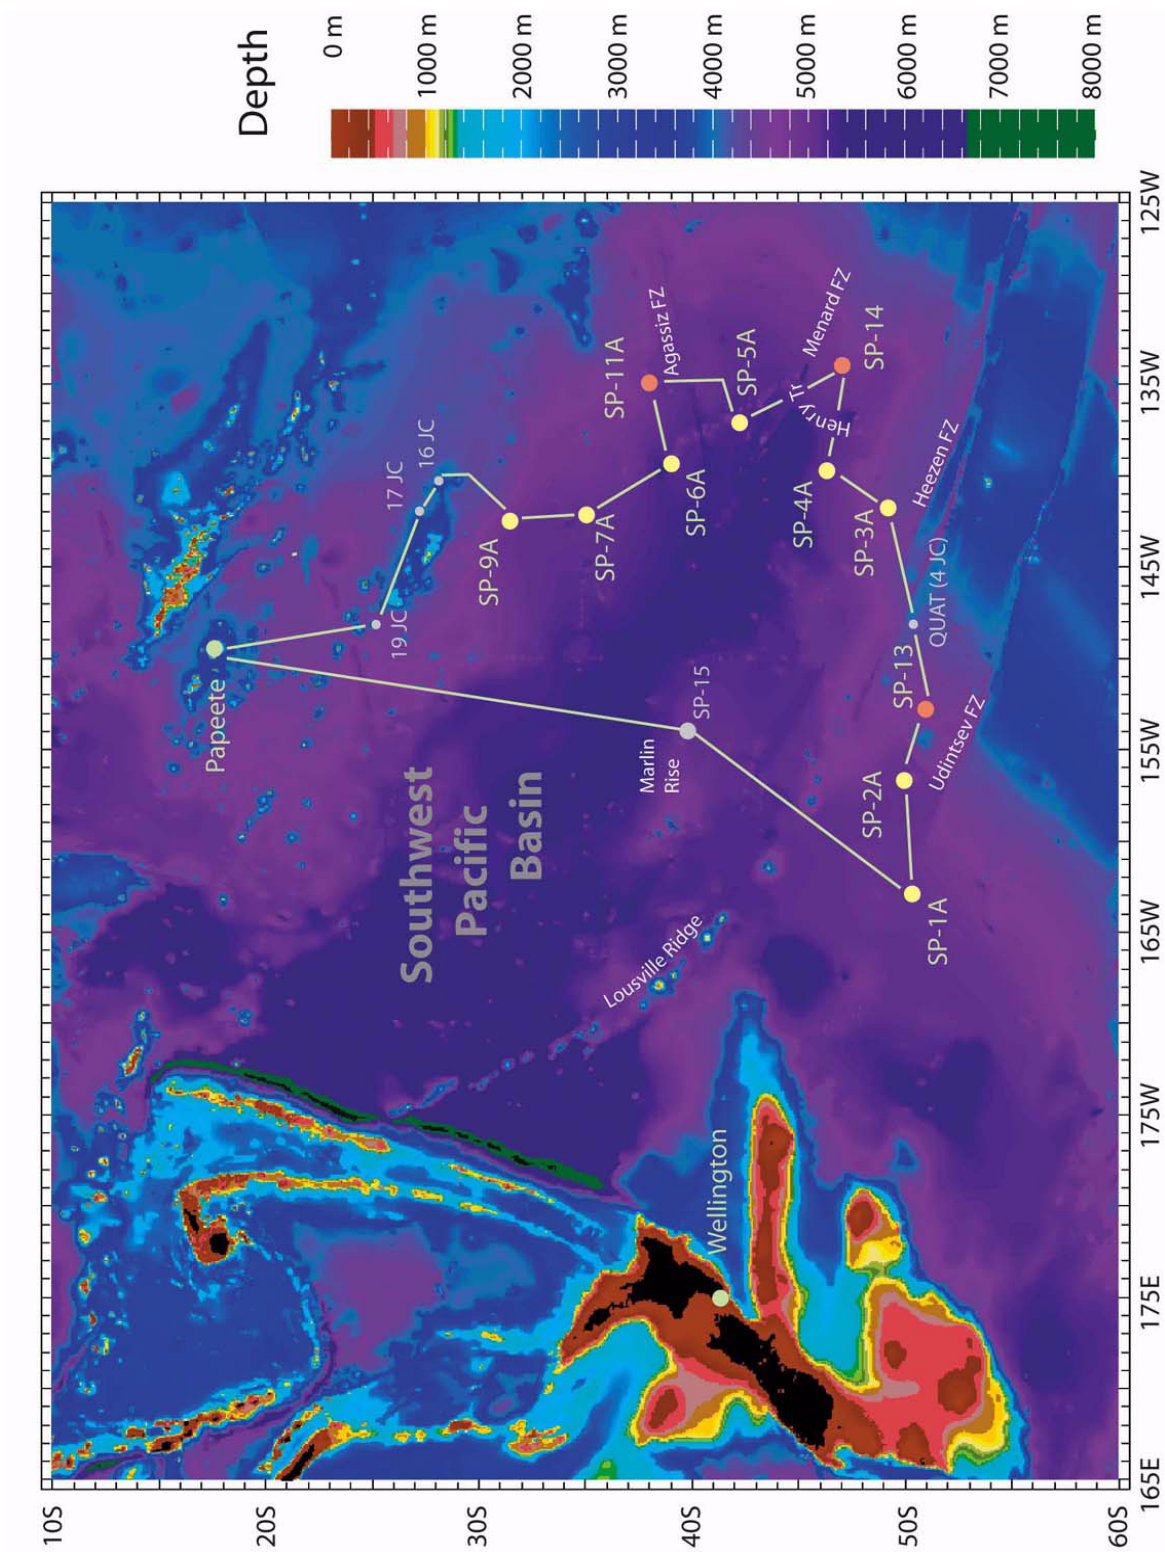 Depth
0 m
1000 m
2000 m
3000 m
4000 m
5000 m
6000 m
7000 m
8000 m
10S
20S
30S
40S
50S
60S
165E
175E
175W
165W
155W
145W
135W
125W
Papeete
19 JC
17 JC
16 JC
SP-9A
SP-7A
SP-6A
SP-11A
Agassiz FZ
SP-5A
Henry Tr
Menard FZ
SP-14
SP-4A
SP-3A
Heezen FZ
QUAT (4 JC)
SP-13
Udintsev FZ
SP-2A
SP-1A
SP-15
Marlin
Rise
Southwest
Pacific
Basin
Lousville Ridge
Wellington